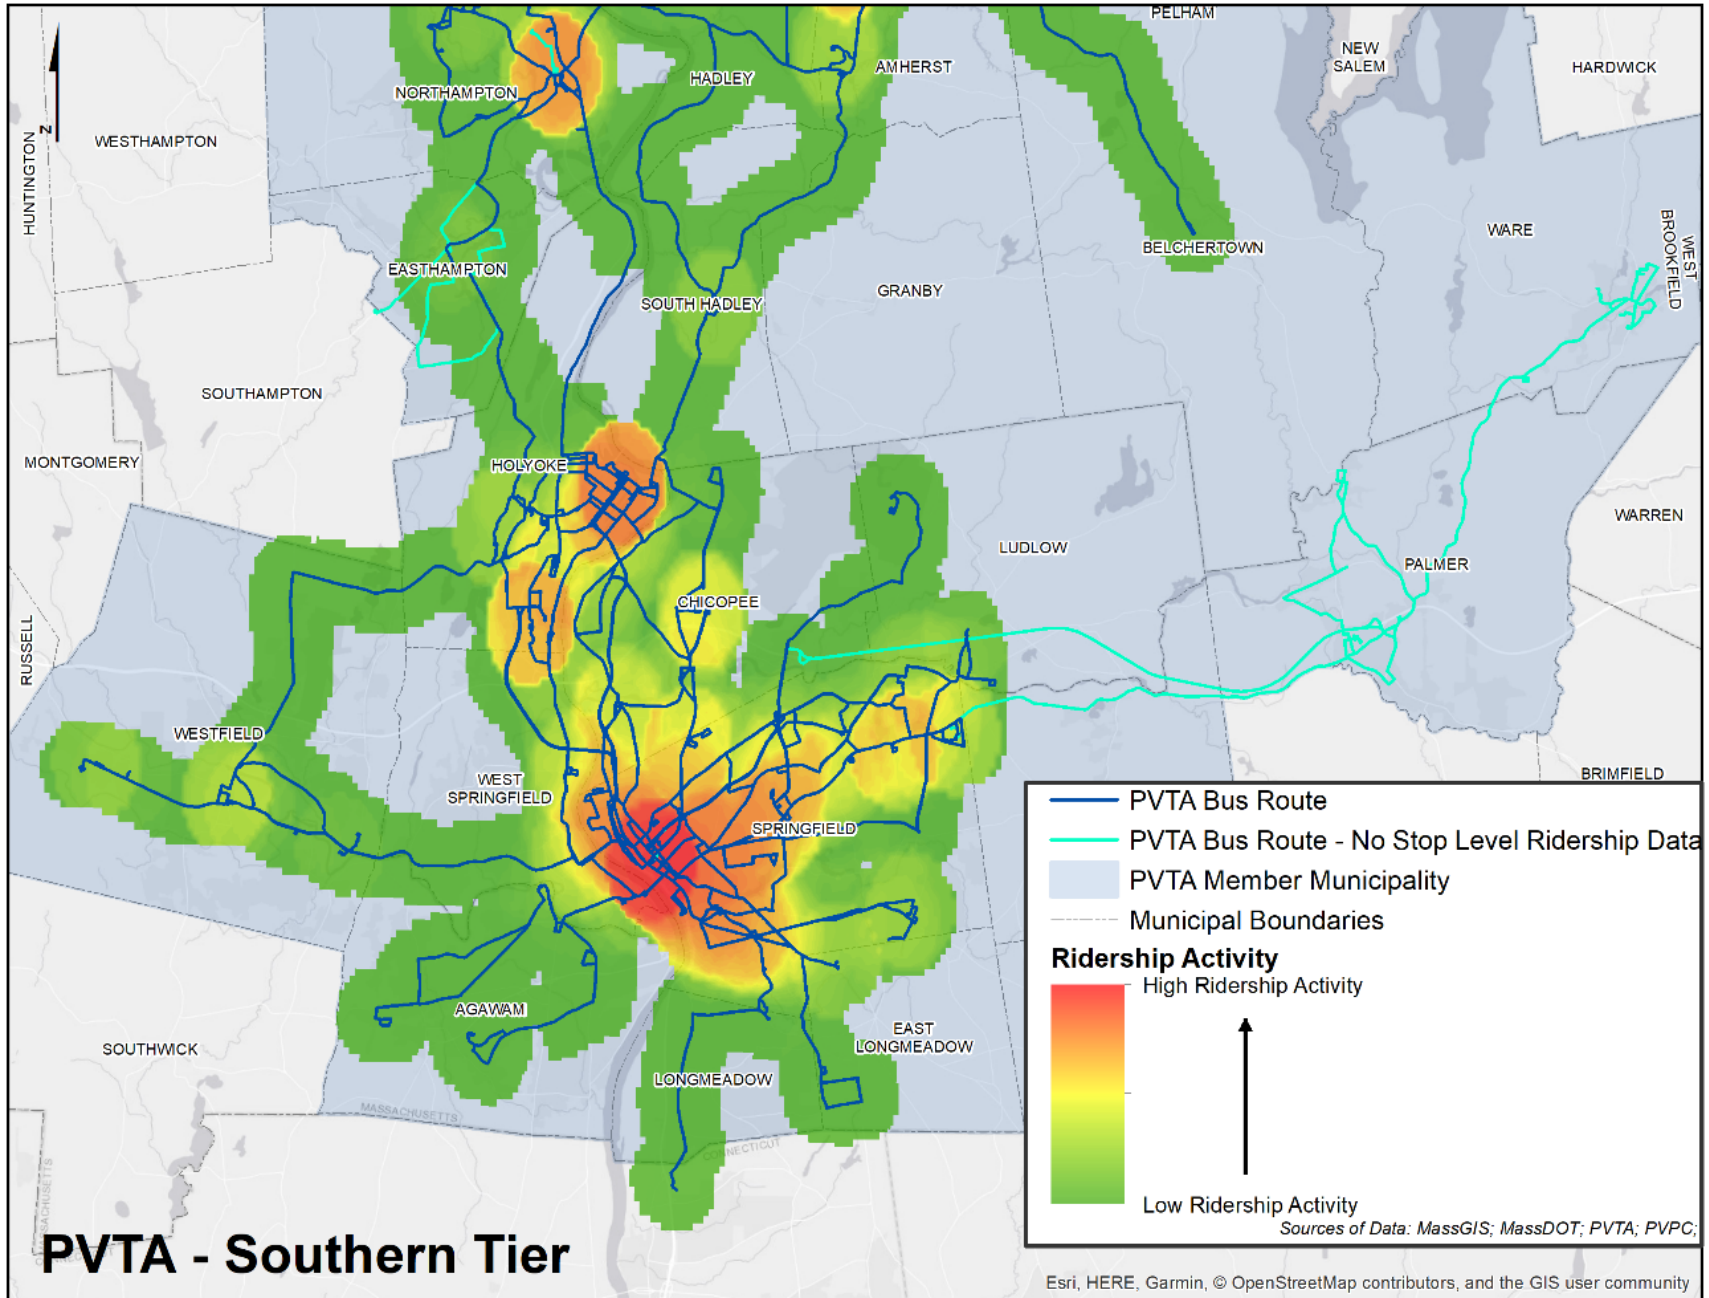 PELHAM
NEW
SALEM
HARDWICK
AMHERST
HADLEY
NORTHAMPTON
WESTHAMPTON
HUNTINGTON
N
WARE
WEST
BROOKFIELD
BELCHERTOWN
EASTHAMPTON
GRANBY
SOUTH HADLEY
SOUTHAMPTON
MONTGOMERY
HOLYOKE
WARREN
LUDLOW
PALMER
CHICOPEE
RUSSELL
WESTFIELD
WEST
SPRINGFIELD
BRIMFIELD
SPRINGFIELD
AGAWAM
EAST
LONGMEADOW
SOUTHWICK
LONGMEADOW
MASSACHUSETTS
CONNECTICUT
MASSACHUSETTS
PVTA Bus Route
PVTA Bus Route - No Stop Level Ridership Data
PVTA Member Municipality
Municipal Boundaries
Ridership Activity
High Ridership Activity
Low Ridership Activity
Sources of Data: MassGIS; MassDOT; PVTA; PVPC;
PVTA - Southern Tier
Esri, HERE, Garmin, © OpenStreetMap contributors, and the GIS user community